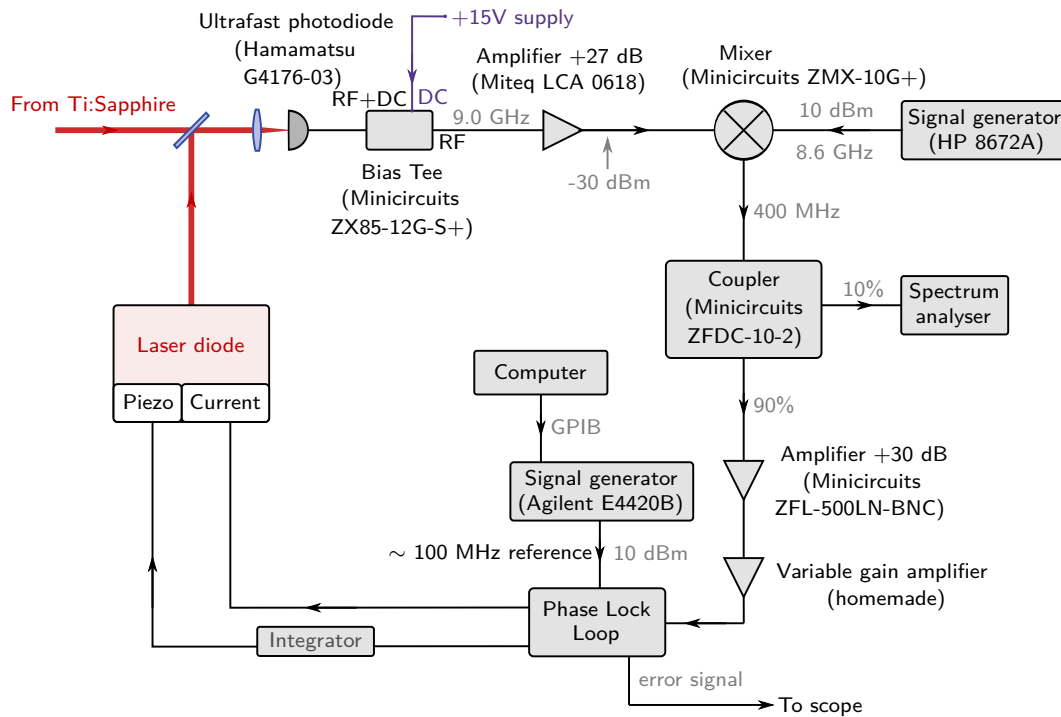 Ultrafast photodiode
(Hamamatsu
G4176-03)
+15V supply
Amplifier +27 dB
(Miteq LCA 0618)
Mixer
(Minicircuits ZMX-10G+)
From Ti:Sapphire
RF+DC
DC
9.0 GHz
RF
10 dBm
8.6 GHz
Signal generator
(HP 8672A)
Bias Tee
(Minicircuits
ZX85-12G-S+)
-30 dBm
400 MHz
Coupler
(Minicircuits
ZFDC-10-2)
10%
Spectrum
analyser
Laser diode
Piezo
Current
Computer
GPIB
90%
Signal generator
(Agilent E4420B)
Amplifier +30 dB
(Minicircuits
ZFL-500LN-BNC)
∼ 100 MHz reference
10 dBm
Variable gain amplifier
(homemade)
Phase Lock
Loop
Integrator
error signal
To scope